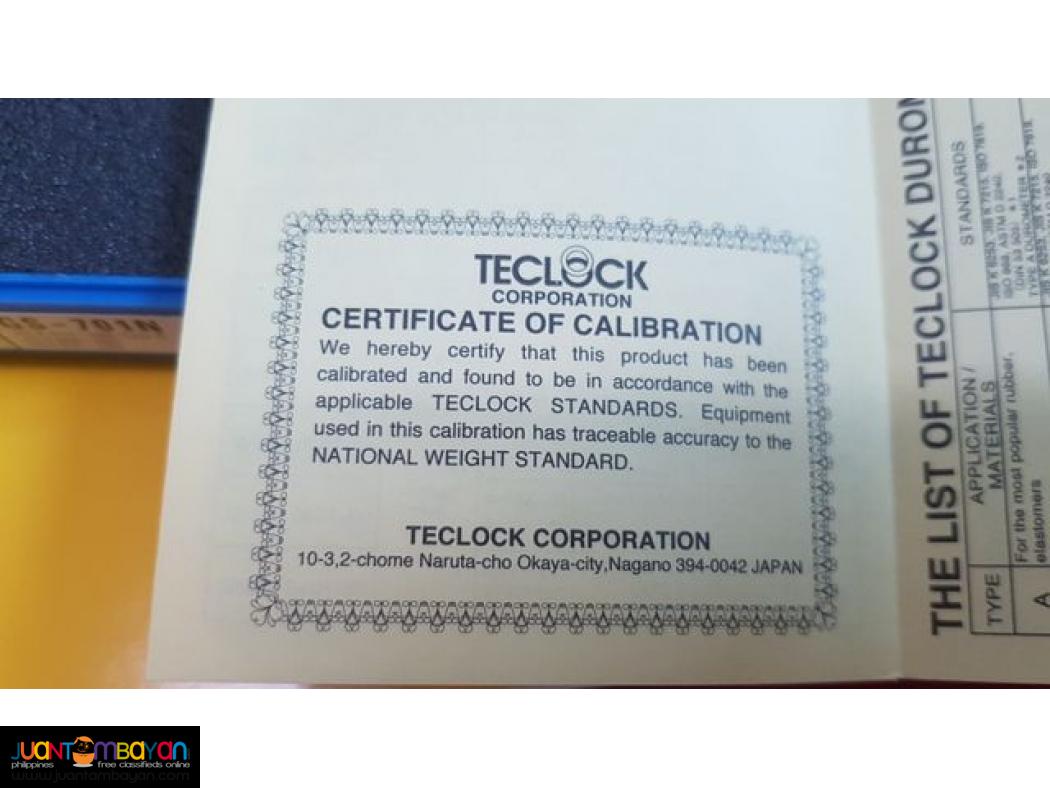 TECLOCK
CORPORATION
CERTIFICATE OF CALIBRATION
We hereby certify that this product has been
calibrated and found to be in accordance with the
applicable TECLOCK STANDARDS. Equipment
used in this calibration has traceable accuracy to the
NATIONAL WEIGHT STANDARD.
TECLOCK CORPORATION
10-3,2-chome Naruta-cho Okaya-city,Nagano 394-0042 JAPAN
GS-701N
THE LIST OF TECLOCK DUROM
TYPE
APPLICATION /
MATERIALS
STANDARDS
A
For the most popular rubber,
elastomers
JUANTAMBAYAN
philippines free classifieds online
www.juantambayan.com